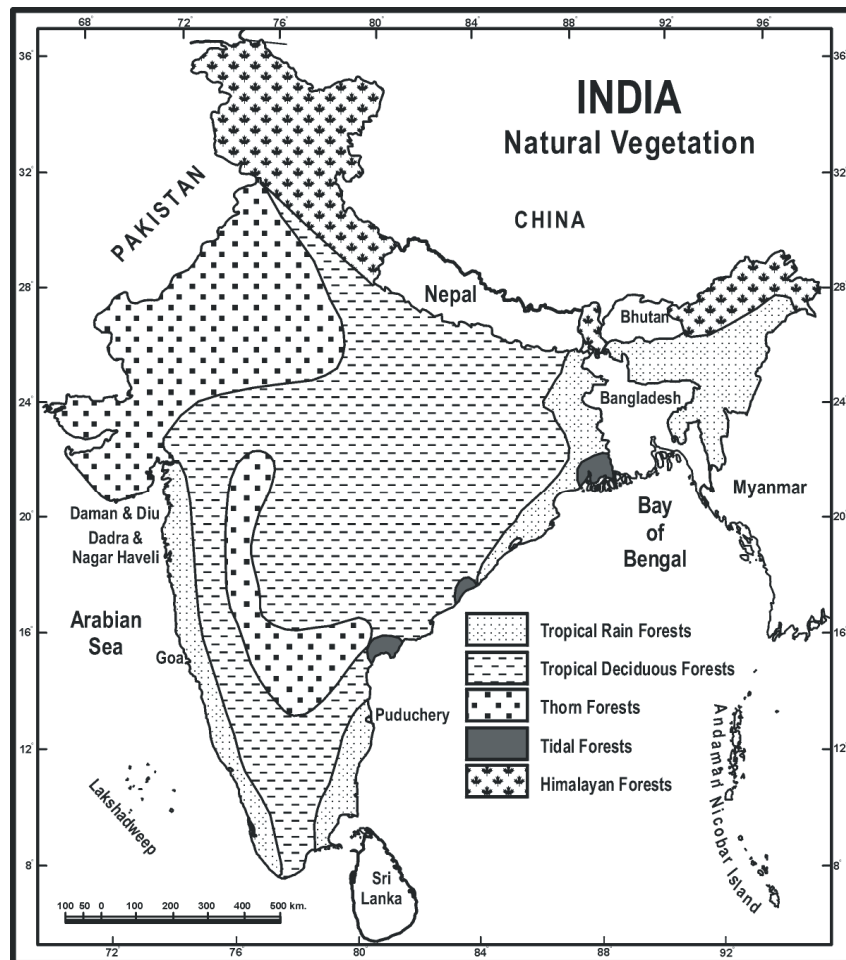 68° 72° 76° 80° 84° 88° 92° 96°
36° 36°
INDIA
Natural Vegetation
32° 32°
PAKISTAN
CHINA
28° 28°
Nepal
Bhutan
24° 24°
Bangladesh
Myanmar
20° 20°
Daman & Diu
Dadra &
Nagar Haveli
Bay
of
Bengal
Arabian
Sea
16° 16°
Goa
Tropical Rain Forests
Tropical Deciduous Forests
Thorn Forests
Tidal Forests
Himalayan Forests
Puduchery
12° 12°
Lakshadweep
Andaman Nicobar Island
8° 8°
Sri
Lanka
100 50 0 100 200 300 400 500 km.
72° 76° 80° 84° 88° 92°